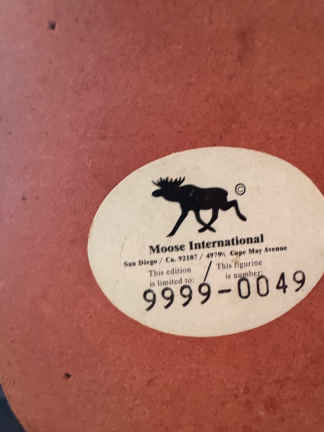 ©
Moose International
San Diego / Ca. 92107 / 4979½ Cape May Avenue
This edition is limited to: / This figurine is number:
9999-0049